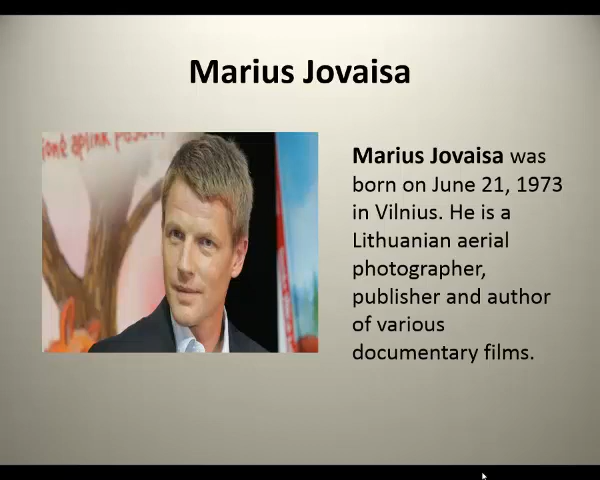 Marius Jovaisa
Marius Jovaisa was
born on June 21, 1973
in Vilnius. He is a
Lithuanian aerial
photographer,
publisher and author
of various
documentary films.